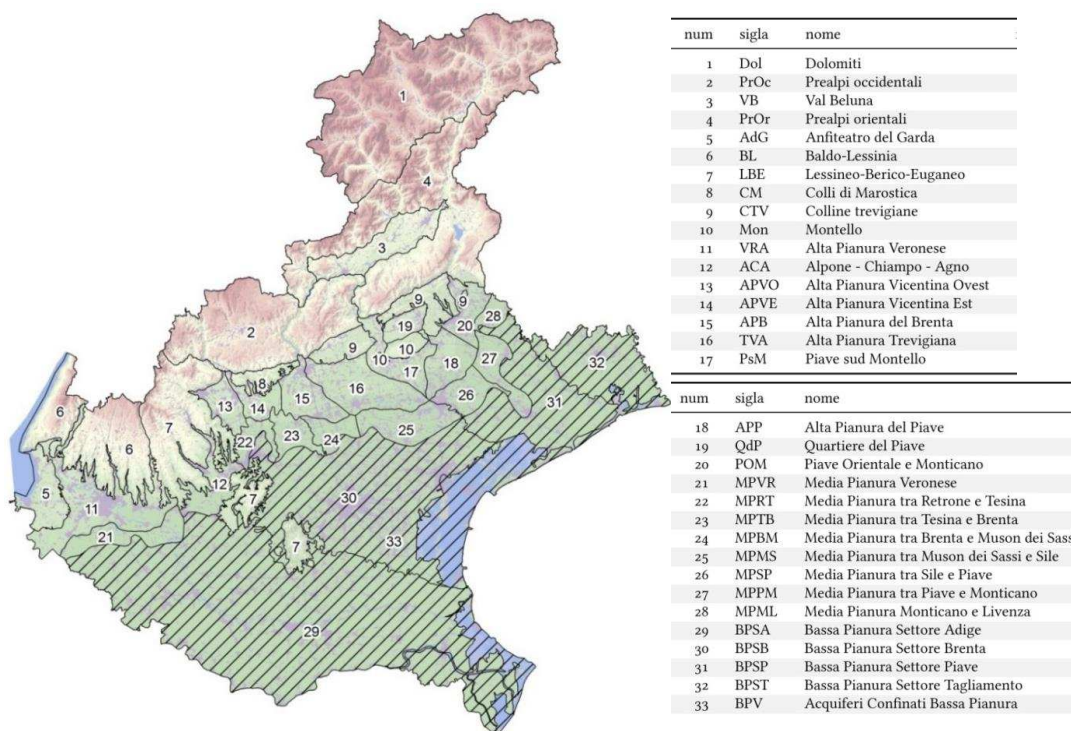 num sigla nome
1 Dol Dolomiti
2 PrOc Prealpi occidentali
3 VB Val Beluna
4 PrOr Prealpi orientali
5 AdG Anfiteatro del Garda
6 BL Baldo-Lessinia
7 LBE Lessineo-Berico-Euganeo
8 CM Colli di Marostica
9 CTV Colline trevigiane
10 Mon Montello
11 VRA Alta Pianura Veronese
12 ACA Alpone - Chiampo - Agno
13 APVO Alta Pianura Vicentina Ovest
14 APVE Alta Pianura Vicentina Est
15 APB Alta Pianura del Brenta
16 TVA Alta Pianura Trevigiana
17 PsM Piave sud Montello
num sigla nome
18 APP Alta Pianura del Piave
19 QdP Quartiere del Piave
20 POM Piave Orientale e Monticano
21 MPVR Media Pianura Veronese
22 MPRT Media Pianura tra Retrone e Tesina
23 MPTB Media Pianura tra Tesina e Brenta
24 MPBM Media Pianura tra Brenta e Muson dei Sass
25 MPMS Media Pianura tra Muson dei Sassi e Sile
26 MPSP Media Pianura tra Sile e Piave
27 MPPM Media Pianura tra Piave e Monticano
28 MPML Media Pianura Monticano e Livenza
29 BPSA Bassa Pianura Settore Adige
30 BPSB Bassa Pianura Settore Brenta
31 BPSP Bassa Pianura Settore Piave
32 BPST Bassa Pianura Settore Tagliamento
33 BPV Acquiferi Confinati Bassa Pianura
1
4
3
9
9
28
19
20
2
9
10
10
27
32
18
17
8
16
6
13
14
15
26
31
7
23
25
22
24
6
12
5
7
30
11
21
33
7
29